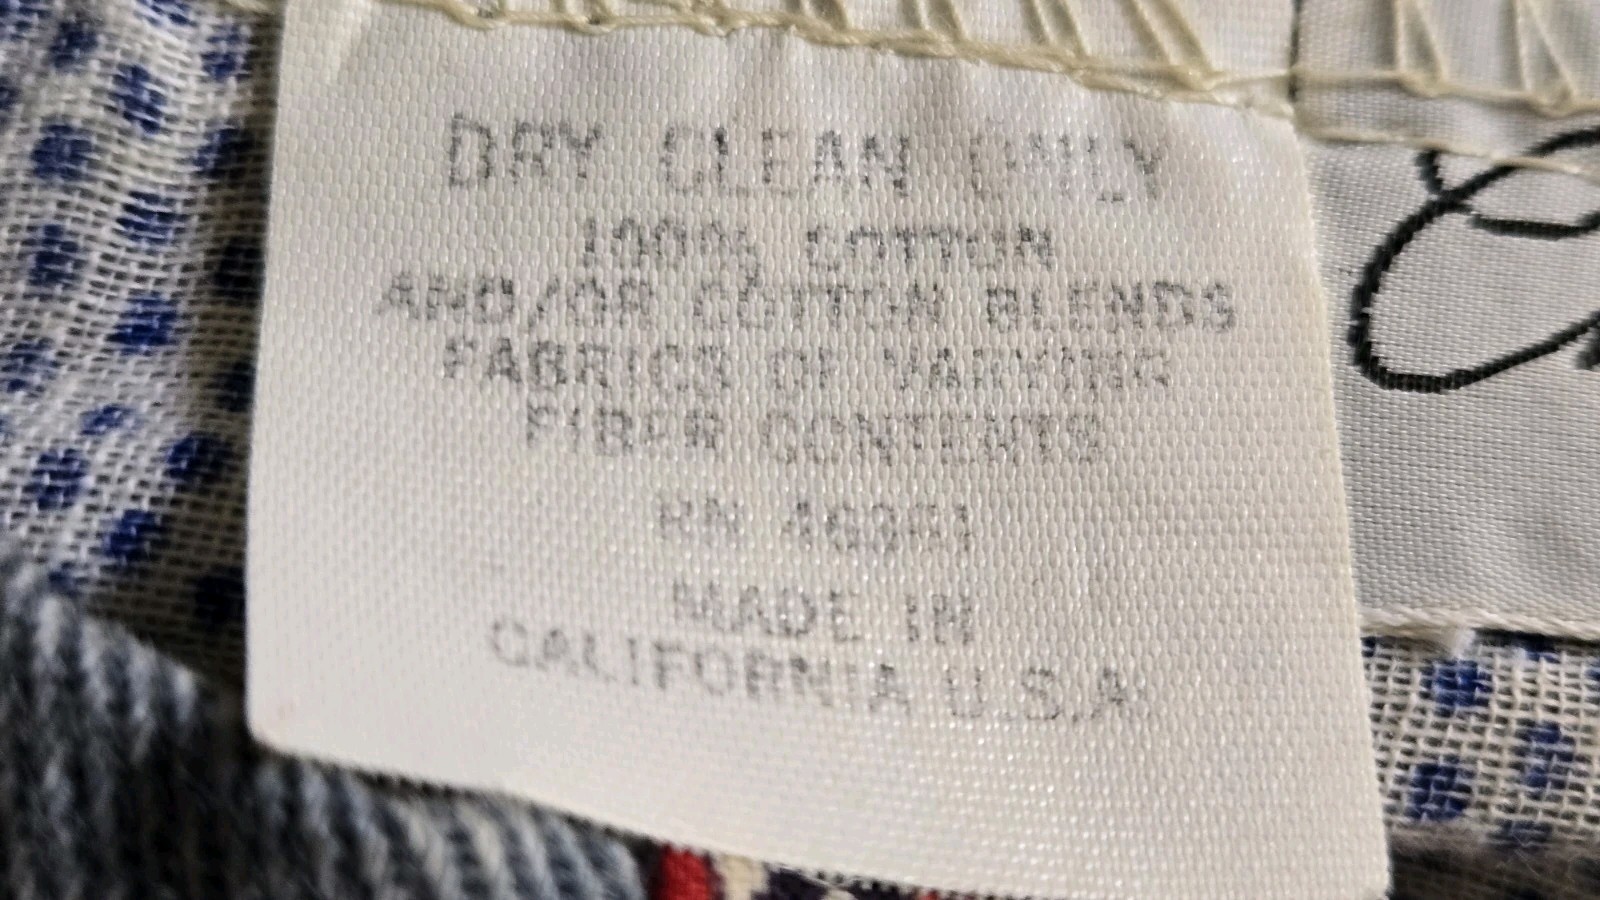 DRY CLEAN ONLY
100% COTTON
AND/OR COTTON BLENDS
FABRICS OF VARYING
FIBER CONTENTS
RN
MADE IN
CALIFORNIA U.S.A.